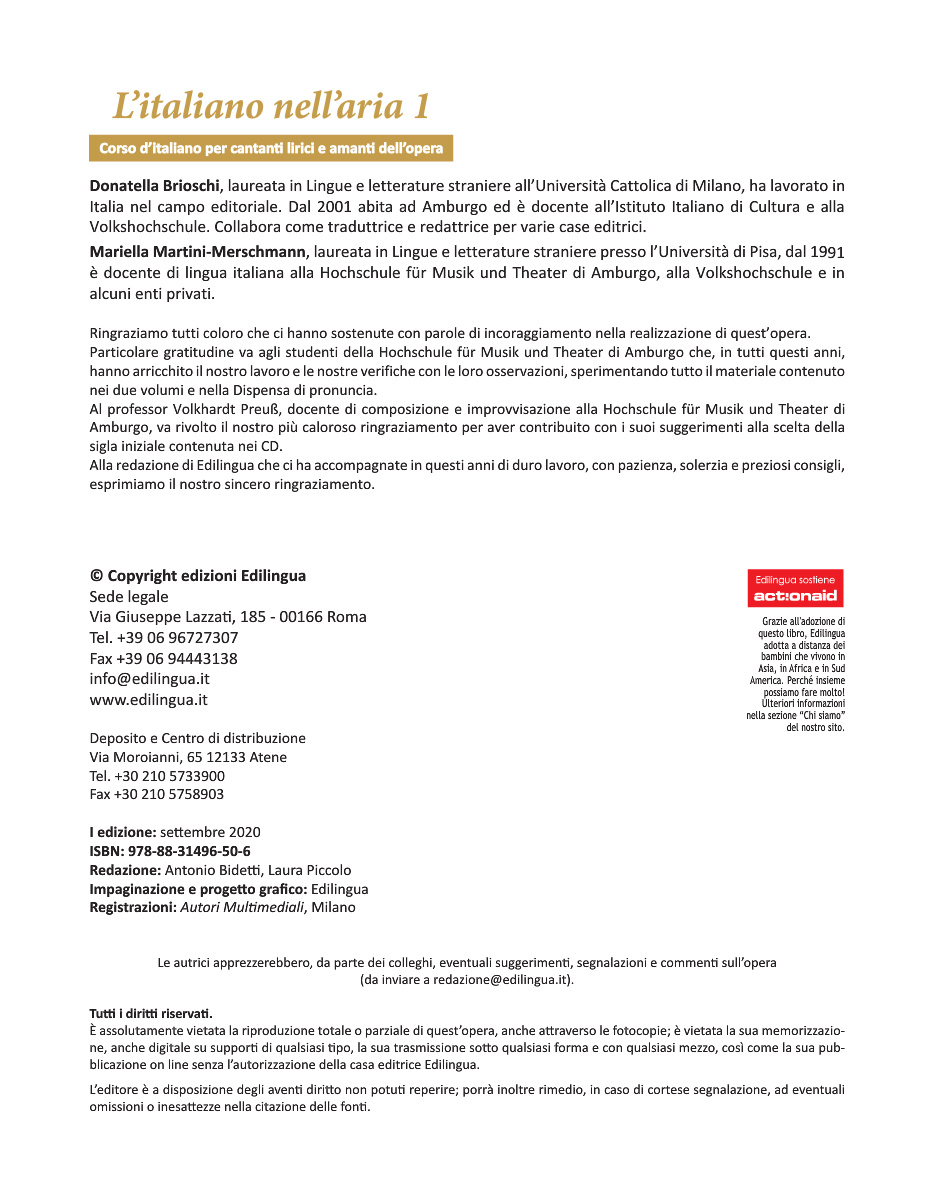 L’italiano nell’aria 1
Corso d’italiano per cantanti lirici e amanti dell’opera
Donatella Brioschi, laureata in Lingue e letterature straniere all’Università Cattolica di Milano, ha lavorato in
Italia nel campo editoriale. Dal 2001 abita ad Amburgo ed è docente all’Istituto Italiano di Cultura e alla
Volkshochschule. Collabora come traduttrice e redattrice per varie case editrici.
Mariella Martini-Merschmann, laureata in Lingue e letterature straniere presso l’Università di Pisa, dal 1991
è docente di lingua italiana alla Hochschule für Musik und Theater di Amburgo, alla Volkshochschule e in
alcuni enti privati.
Ringraziamo tutti coloro che ci hanno sostenute con parole di incoraggiamento nella realizzazione di quest’opera.
Particolare gratitudine va agli studenti della Hochschule für Musik und Theater di Amburgo che, in tutti questi anni,
hanno arricchito il nostro lavoro e le nostre verifiche con le loro osservazioni, sperimentando tutto il materiale contenuto
nei due volumi e nella Dispensa di pronuncia.
Al professor Volkhardt Preuß, docente di composizione e improvvisazione alla Hochschule für Musik und Theater di
Amburgo, va rivolto il nostro più caloroso ringraziamento per aver contribuito con i suoi suggerimenti alla scelta della
sigla iniziale contenuta nei CD.
Alla redazione di Edilingua che ci ha accompagnate in questi anni di duro lavoro, con pazienza, solerzia e preziosi consigli,
esprimiamo il nostro sincero ringraziamento.
© Copyright edizioni Edilingua
Sede legale
Via Giuseppe Lazzati, 185 - 00166 Roma
Tel. +39 06 96727307
Fax +39 06 94443138
info@edilingua.it
www.edilingua.it
Edilingua sostiene
act:onaid
Grazie all’adozione di
questo libro, Edilingua
adotta a distanza dei
bambini che vivono in
Asia, in Africa e in Sud
America. Perché insieme
possiamo fare molto!
Ulteriori informazioni
nella sezione “Chi siamo”
del nostro sito.
Deposito e Centro di distribuzione
Via Moroianni, 65 12133 Atene
Tel. +30 210 5733900
Fax +30 210 5758903
I edizione: settembre 2020
ISBN: 978-88-31496-50-6
Redazione: Antonio Bidetti, Laura Piccolo
Impaginazione e progetto grafico: Edilingua
Registrazioni: Autori Multimediali, Milano
Le autrici apprezzerebbero, da parte dei colleghi, eventuali suggerimenti, segnalazioni e commenti sull’opera
(da inviare a redazione@edilingua.it).
Tutti i diritti riservati.
È assolutamente vietata la riproduzione totale o parziale di quest’opera, anche attraverso le fotocopie; è vietata la sua memorizzazio-
ne, anche digitale su supporti di qualsiasi tipo, la sua trasmissione sotto qualsiasi forma e con qualsiasi mezzo, così come la sua pub-
blicazione on line senza l’autorizzazione della casa editrice Edilingua.
L’editore è a disposizione degli aventi diritto non potuti reperire; porrà inoltre rimedio, in caso di cortese segnalazione, ad eventuali
omissioni o inesattezze nella citazione delle fonti.